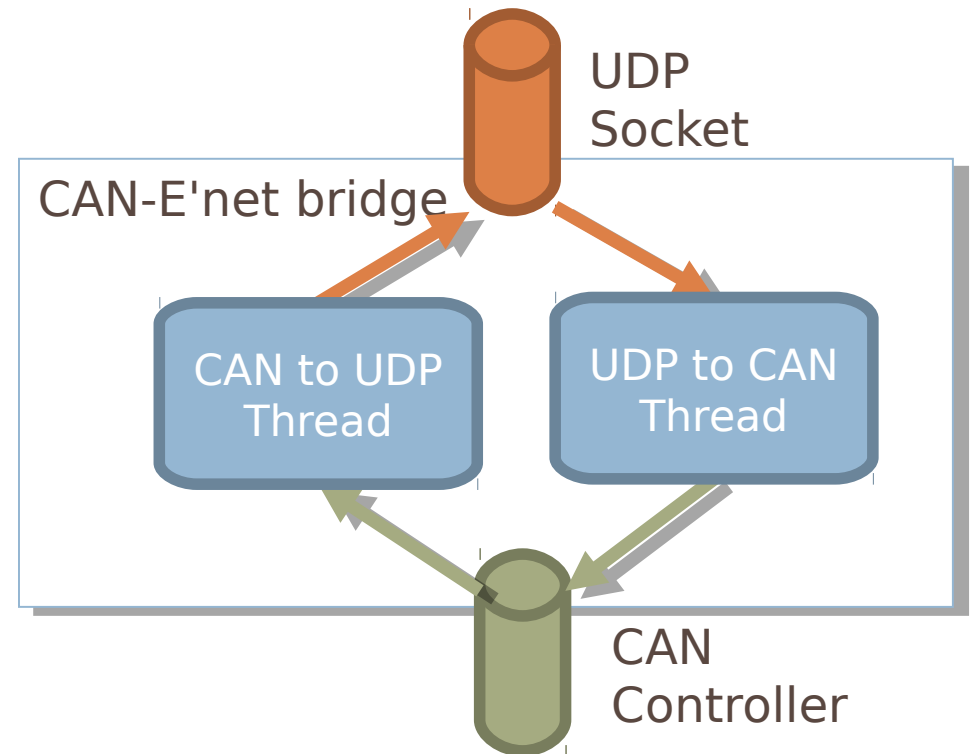 UDP
Socket
CAN-E'net bridge
CAN to UDP
Thread
UDP to CAN
Thread
CAN
Controller